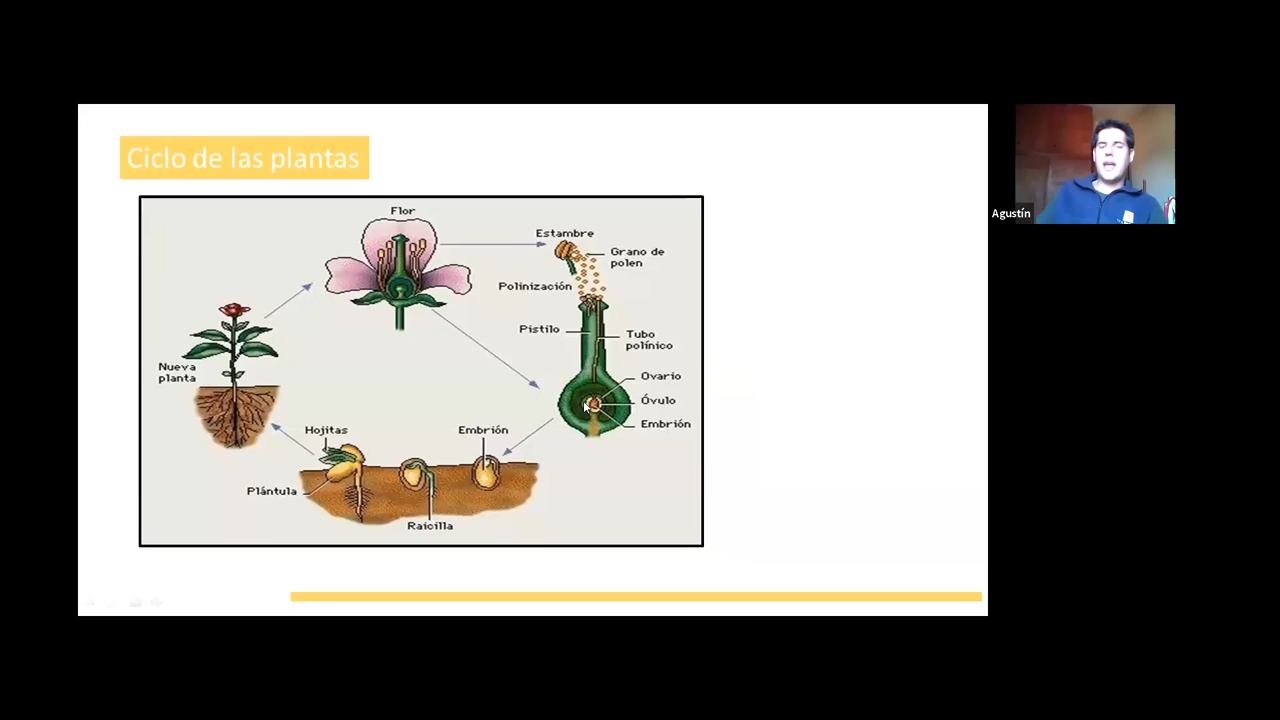 Ciclo de las plantas
Flor
Estambre
Grano de
polen
Polinización
Pistilo
Tubo
polínico
Ovario
Óvulo
Embrión
Nueva
planta
Hojitas
Embrión
Plántula
Raicilla
Agustín